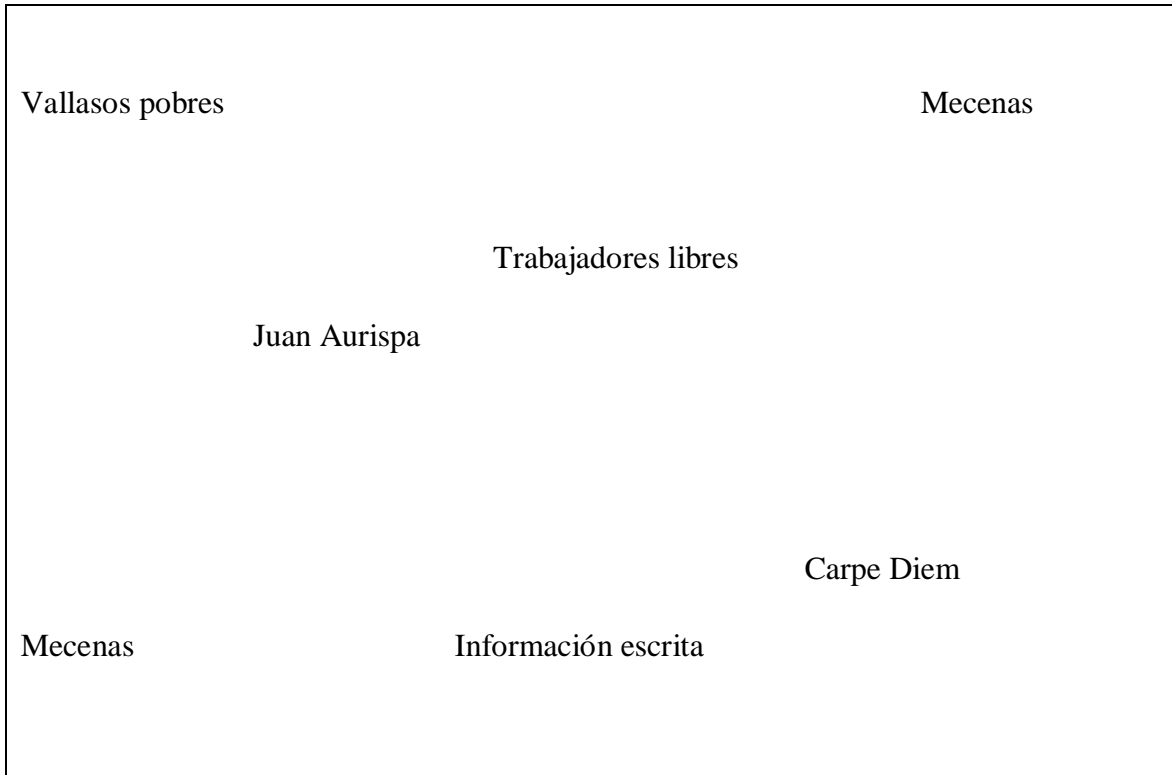 Vallasos pobres Mecenas
Trabajadores libres
Juan Aurispa
Carpe Diem
Mecenas Información escrita